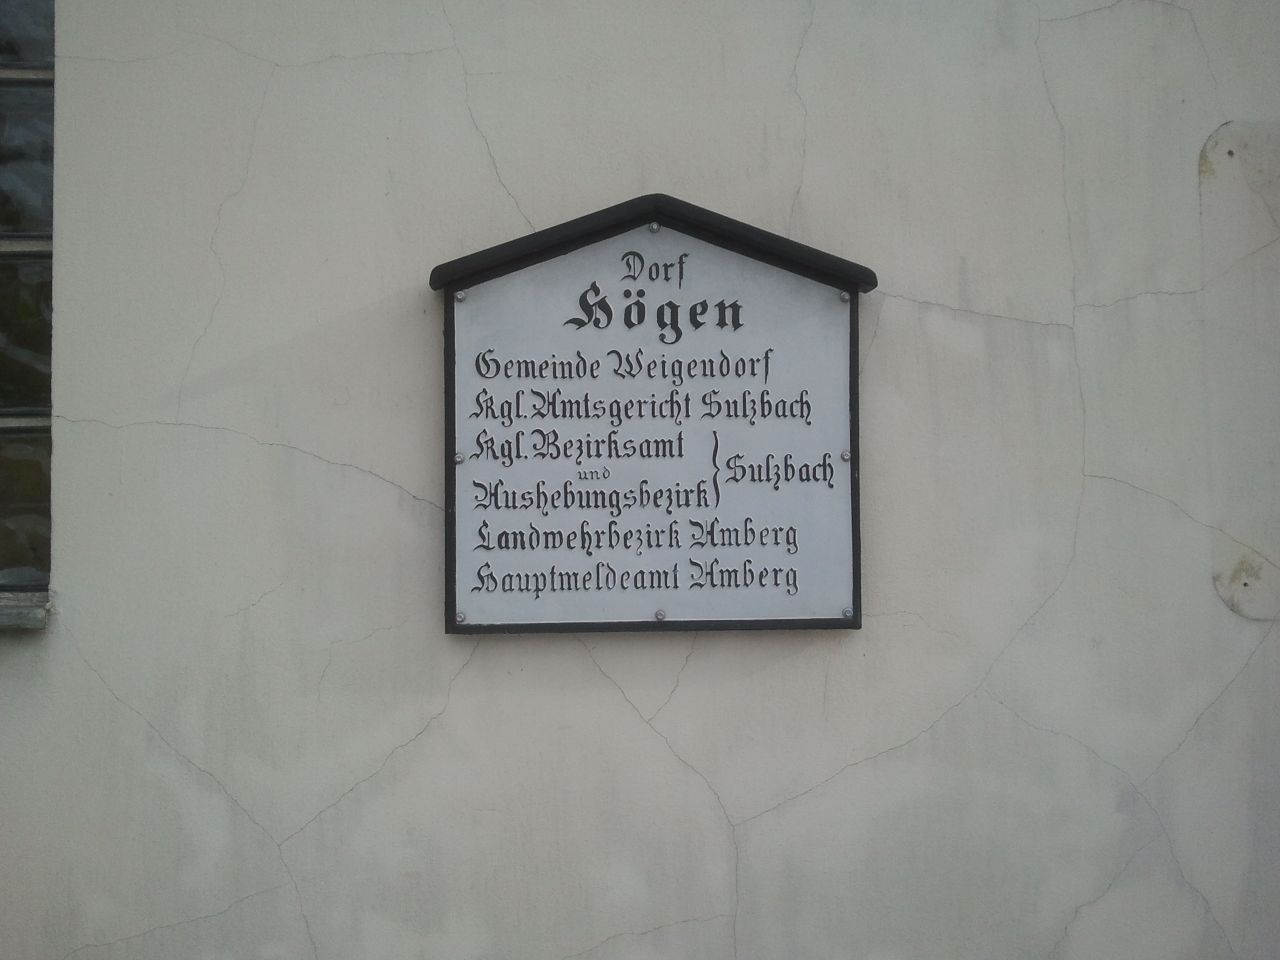 Dorf
Högen
Gemeinde Weigendorf
Kgl. Amtsgericht Sulzbach
Kgl. Bezirksamt
und
Aushebungsbezirk } Sulzbach
Landwehrbezirk Amberg
Hauptmeldeamt Amberg